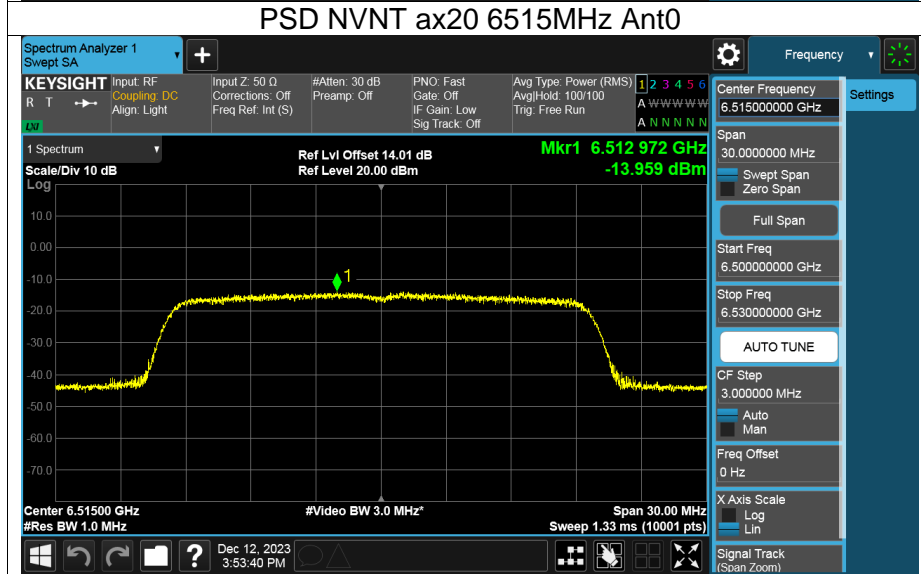 PSD NVNT ax20 6515MHz Ant0
Spectrum Analyzer 1
Swept SA
+
Frequency
KEYSIGHT
R T
LXI
Input: RF
Coupling: DC
Align: Light
Input Z: 50 Ω
Corrections: Off
Freq Ref: Int (S)
#Atten: 30 dB
Preamp: Off
PNO: Fast
Gate: Off
IF Gain: Low
Sig Track: Off
Avg Type: Power (RMS)
Avg|Hold: 100/100
Trig: Free Run
1 2 3 4 5 6
A W W W W W
A N N N N N
1 Spectrum
Scale/Div 10 dB
Log
Ref Lvl Offset 14.01 dB
Ref Level 20.00 dBm
Mkr1 6.512 972 GHz
-13.959 dBm
10.0
0.00
-10.0
-20.0
-30.0
-40.0
-50.0
-60.0
-70.0
1
Center 6.51500 GHz
#Res BW 1.0 MHz
#Video BW 3.0 MHz*
Span 30.00 MHz
Sweep 1.33 ms (10001 pts)
?
Dec 12, 2023
3:53:40 PM
Center Frequency
6.515000000 GHz
Span
30.0000000 MHz
Swept Span
Zero Span
Full Span
Start Freq
6.500000000 GHz
Stop Freq
6.530000000 GHz
AUTO TUNE
CF Step
3.000000 MHz
Auto
Man
Freq Offset
0 Hz
X Axis Scale
Log
Lin
Signal Track
(Span Zoom)
Settings